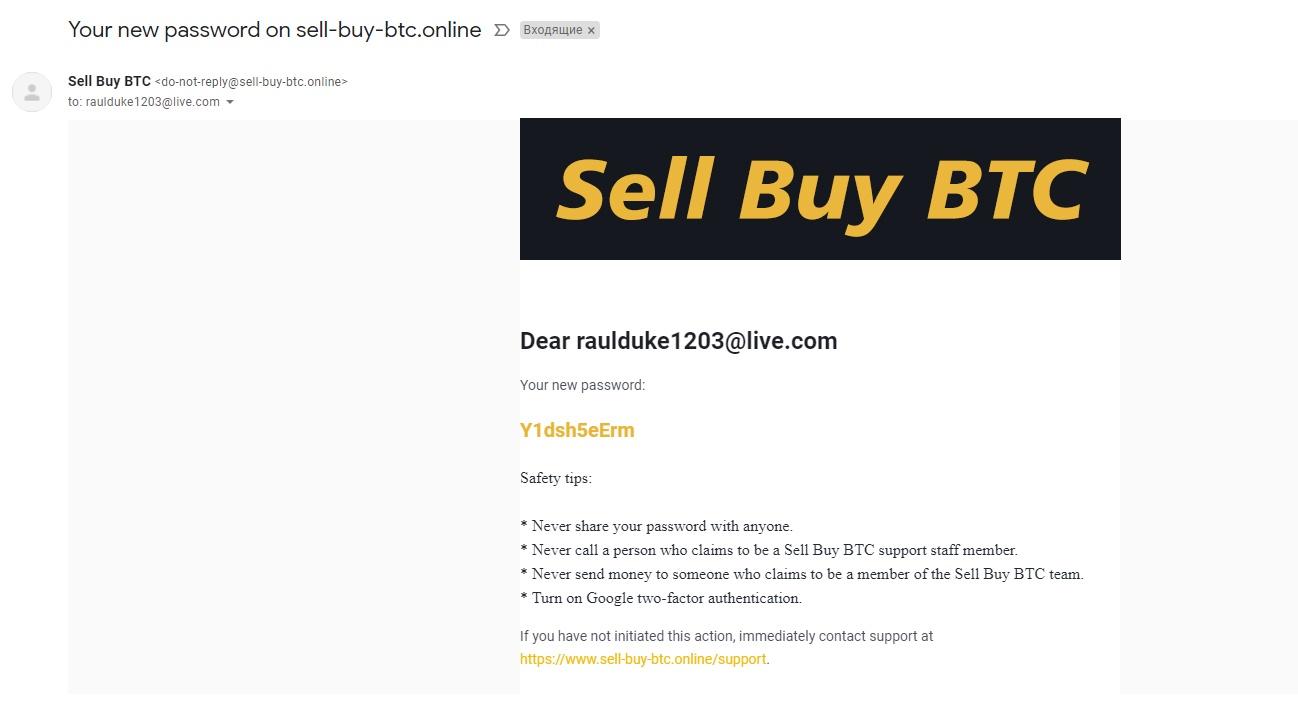 Your new password on sell-buy-btc.online Входящие ×
Sell Buy BTC <do-not-reply@sell-buy-btc.online>
to: raulduke1203@live.com
Sell Buy BTC
Dear raulduke1203@live.com
Your new password:
Y1dsh5eErm
Safety tips:
* Never share your password with anyone.
* Never call a person who claims to be a Sell Buy BTC support staff member.
* Never send money to someone who claims to be a member of the Sell Buy BTC team.
* Turn on Google two-factor authentication.
If you have not initiated this action, immediately contact support at
https://www.sell-buy-btc.online/support.